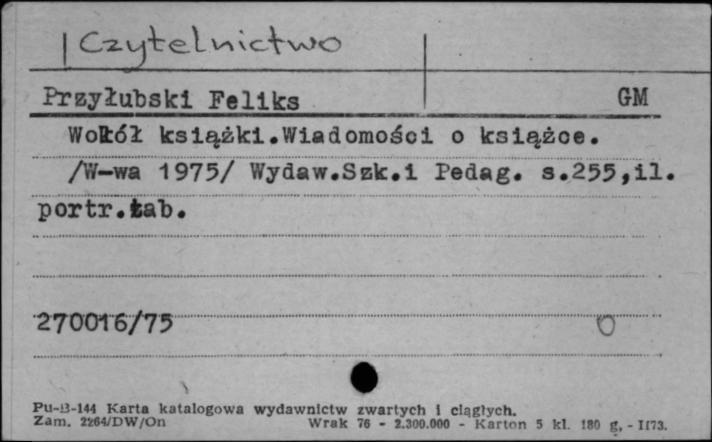 Czytelnictwo
Przyłubski Feliks GM
Wokół książki.Wiadomości o książce.
/W-wa 1975/ Wydaw.Szk.i Pedag. s.255,il.
portr.tab.
270016/75
Pu-B-144 Karta katalogowa wydawnictw zwartych i ciągłych.
Zam. 2264/DW/On Wrak 76 - 2.300.000 - Karton 5 kl. 180 g, - II73.